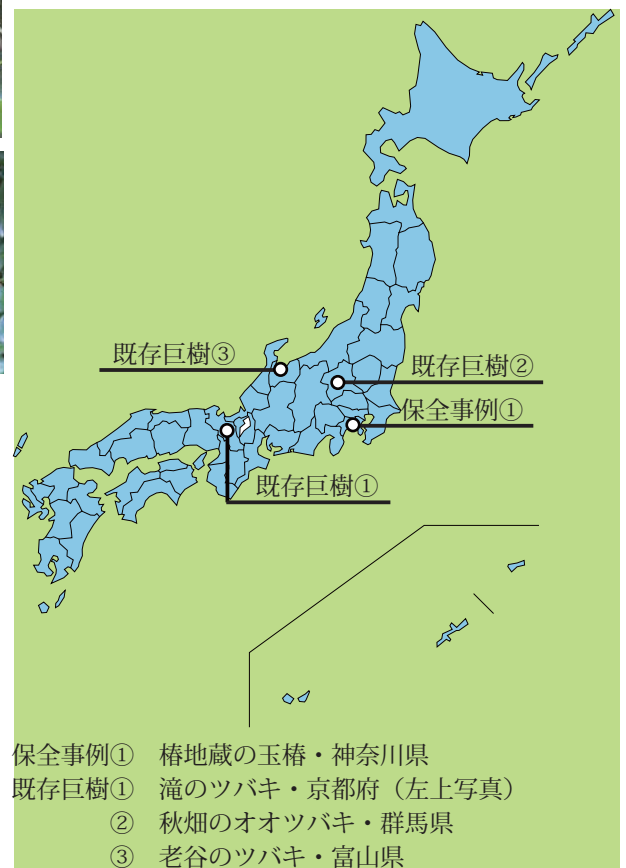 既存巨樹③
既存巨樹②
保全事例①
既存巨樹①
保全事例①　椿地蔵の玉椿・神奈川県
既存巨樹①　滝のツバキ・京都府（左上写真）
②　秋畑のオオツバキ・群馬県
③　老谷のツバキ・富山県